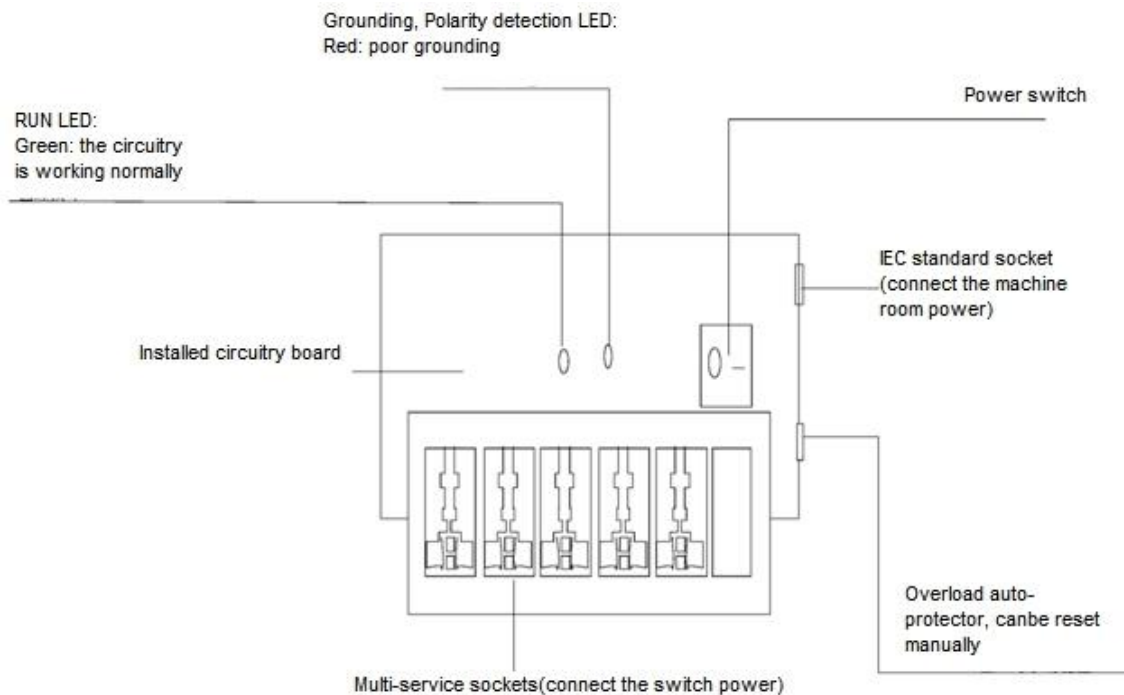 Grounding, Polarity detection LED:
Red: poor grounding
Power switch
RUN LED:
Green: the circuitry
is working normally
IEC standard socket
(connect the machine
room power)
Installed circuitry board
Overload auto-
protector, canbe reset
manually
Multi-service sockets(connect the switch power)